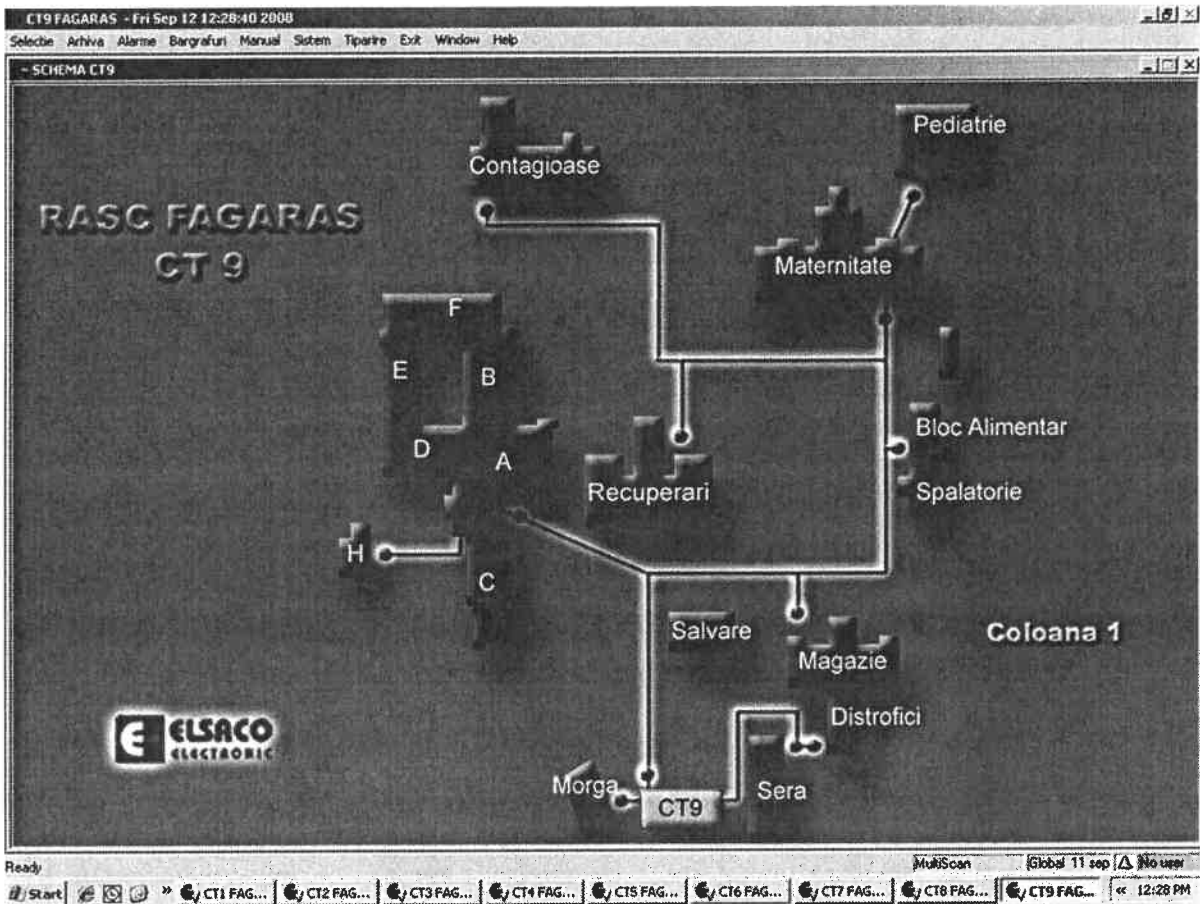 CT9 FAGARAS - Fri Sep 12 12:28:40 2008
Selectie Arhiva Alarme Bargrafuri Manual Sistem Tiparire Exit Window Help
- SCHEMA CT9
Pediatrie
Contagioase
RASC FAGARAS
CT 9
Maternitate
F
E
B
Bloc Alimentar
D
A
Recuperari
Spalatorie
H
C
Salvare
Coloana 1
Magazie
Distrofici
E ELSACO
ELECTRONIC
Morga
Sera
CT9
Ready MultiScan Global 11 sep No user
Start » CT1 FAG... CT2 FAG... CT3 FAG... CT4 FAG... CT5 FAG... CT6 FAG... CT7 FAG... CT8 FAG... CT9 FAG... « 12:28 PM